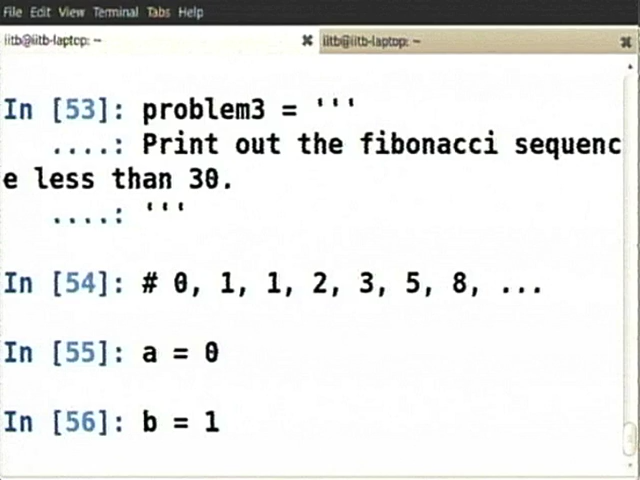 File Edit View Terminal Tabs Help
iitb@iitb-laptop: ~ ✖ iitb@iitb-laptop: ~ ✖
In [53]: problem3 = '''
....: Print out the fibonacci sequenc
e less than 30.
....: '''
In [54]: # 0, 1, 1, 2, 3, 5, 8, ...
In [55]: a = 0
In [56]: b = 1